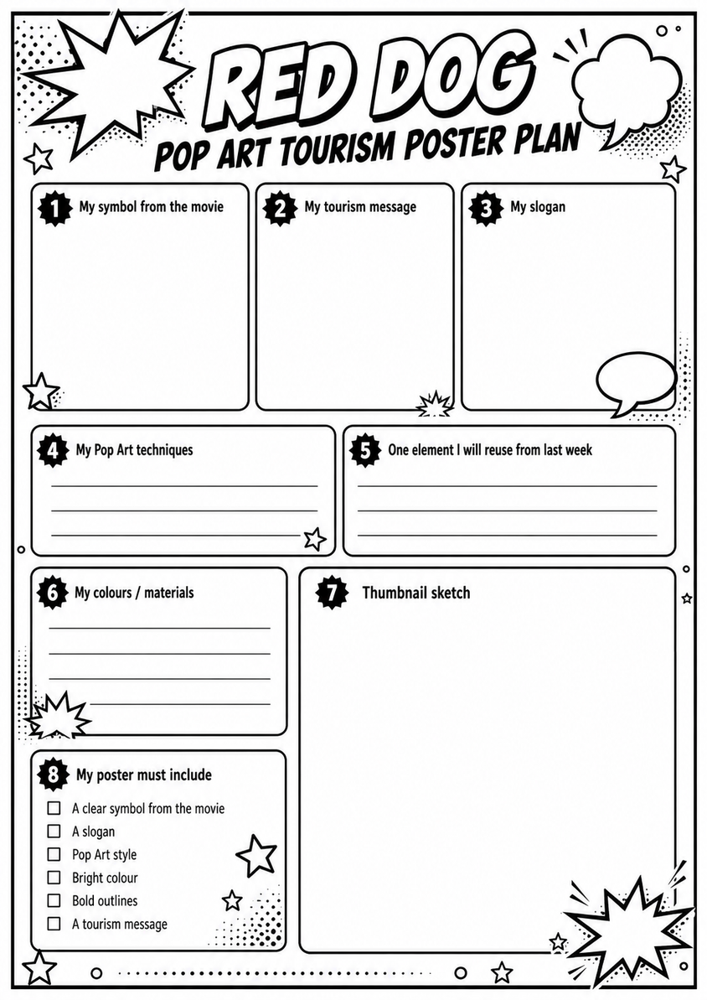 RED DOG
POP ART TOURISM POSTER PLAN
1 My symbol from the movie
2 My tourism message
3 My slogan
4 My Pop Art techniques
5 One element I will reuse from last week
6 My colours / materials
7 Thumbnail sketch
8 My poster must include
A clear symbol from the movie
A slogan
Pop Art style
Bright colour
Bold outlines
A tourism message